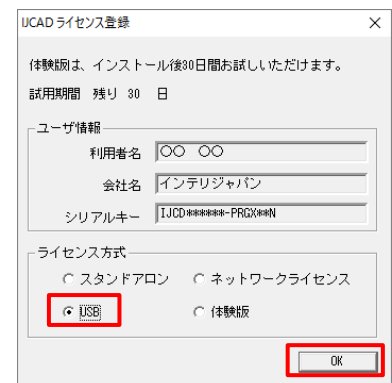 IJCAD ライセンス登録
体験版は、インストール後30日間お試しいただけます。
試用期間 残り 30 日
ユーザ情報
利用者名 〇〇 〇〇
会社名 インテリジャパン
シリアルキー IJCD******-PRGX**N
ライセンス方式
スタンドアロン ネットワークライセンス
USB 体験版
OK